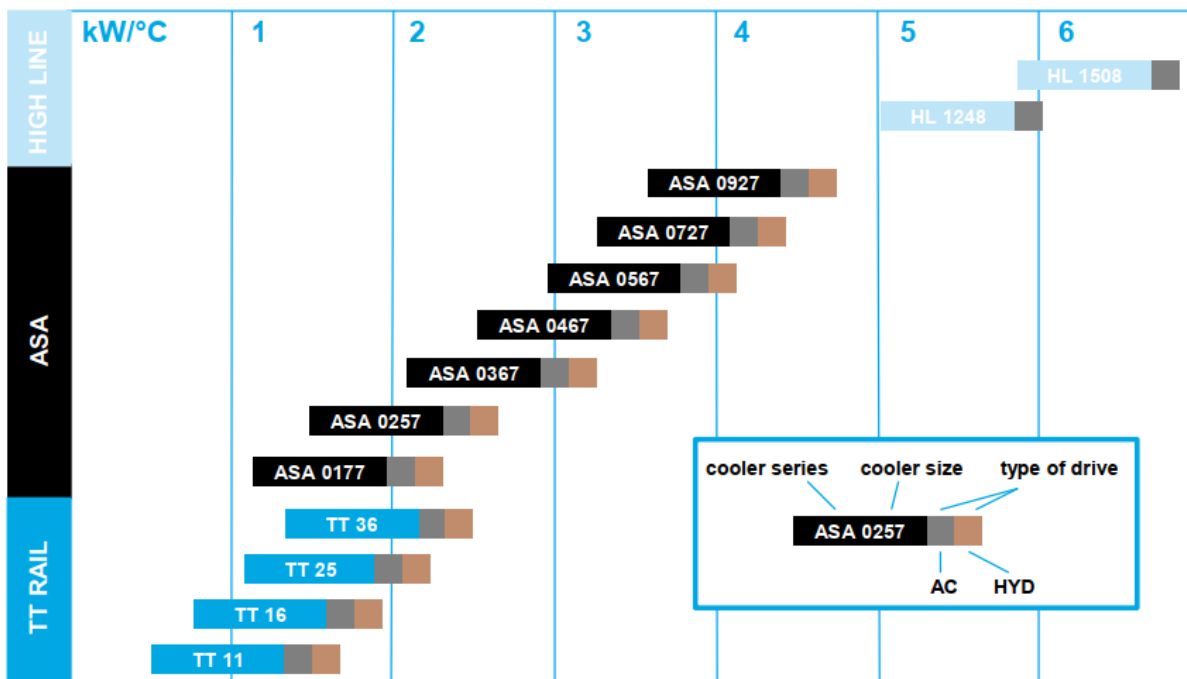 kW/°C 1 2 3 4 5 6
HIGH LINE
HL 1508
HL 1248
ASA
ASA 0927
ASA 0727
ASA 0567
ASA 0467
ASA 0367
ASA 0257
ASA 0177
TT RAIL
TT 36
TT 25
TT 16
TT 11
cooler series cooler size type of drive
ASA 0257
AC HYD